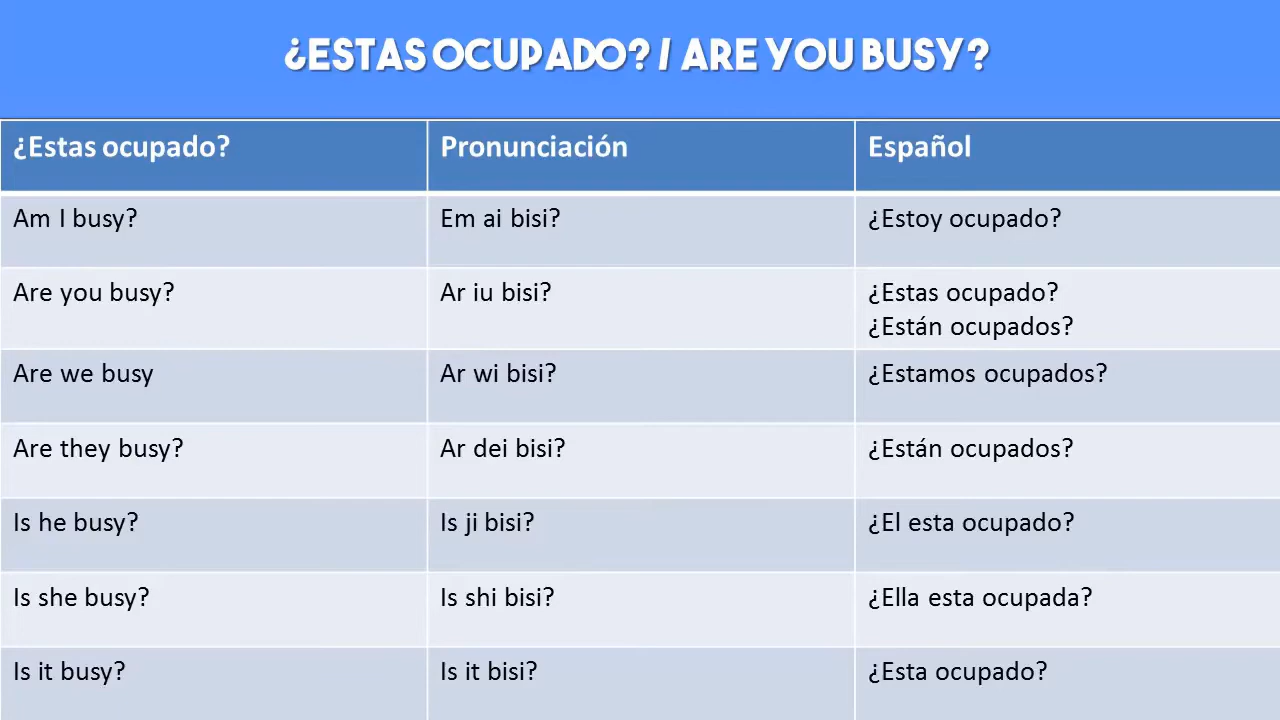 ¿ESTAS OCUPADO? / ARE YOU BUSY?
¿Estas ocupado? Pronunciación Español
Am I busy? Em ai bisi? ¿Estoy ocupado?
Are you busy? Ar iu bisi? ¿Estas ocupado?
¿Están ocupados?
Are we busy Ar wi bisi? ¿Estamos ocupados?
Are they busy? Ar dei bisi? ¿Están ocupados?
Is he busy? Is ji bisi? ¿El esta ocupado?
Is she busy? Is shi bisi? ¿Ella esta ocupada?
Is it busy? Is it bisi? ¿Esta ocupado?